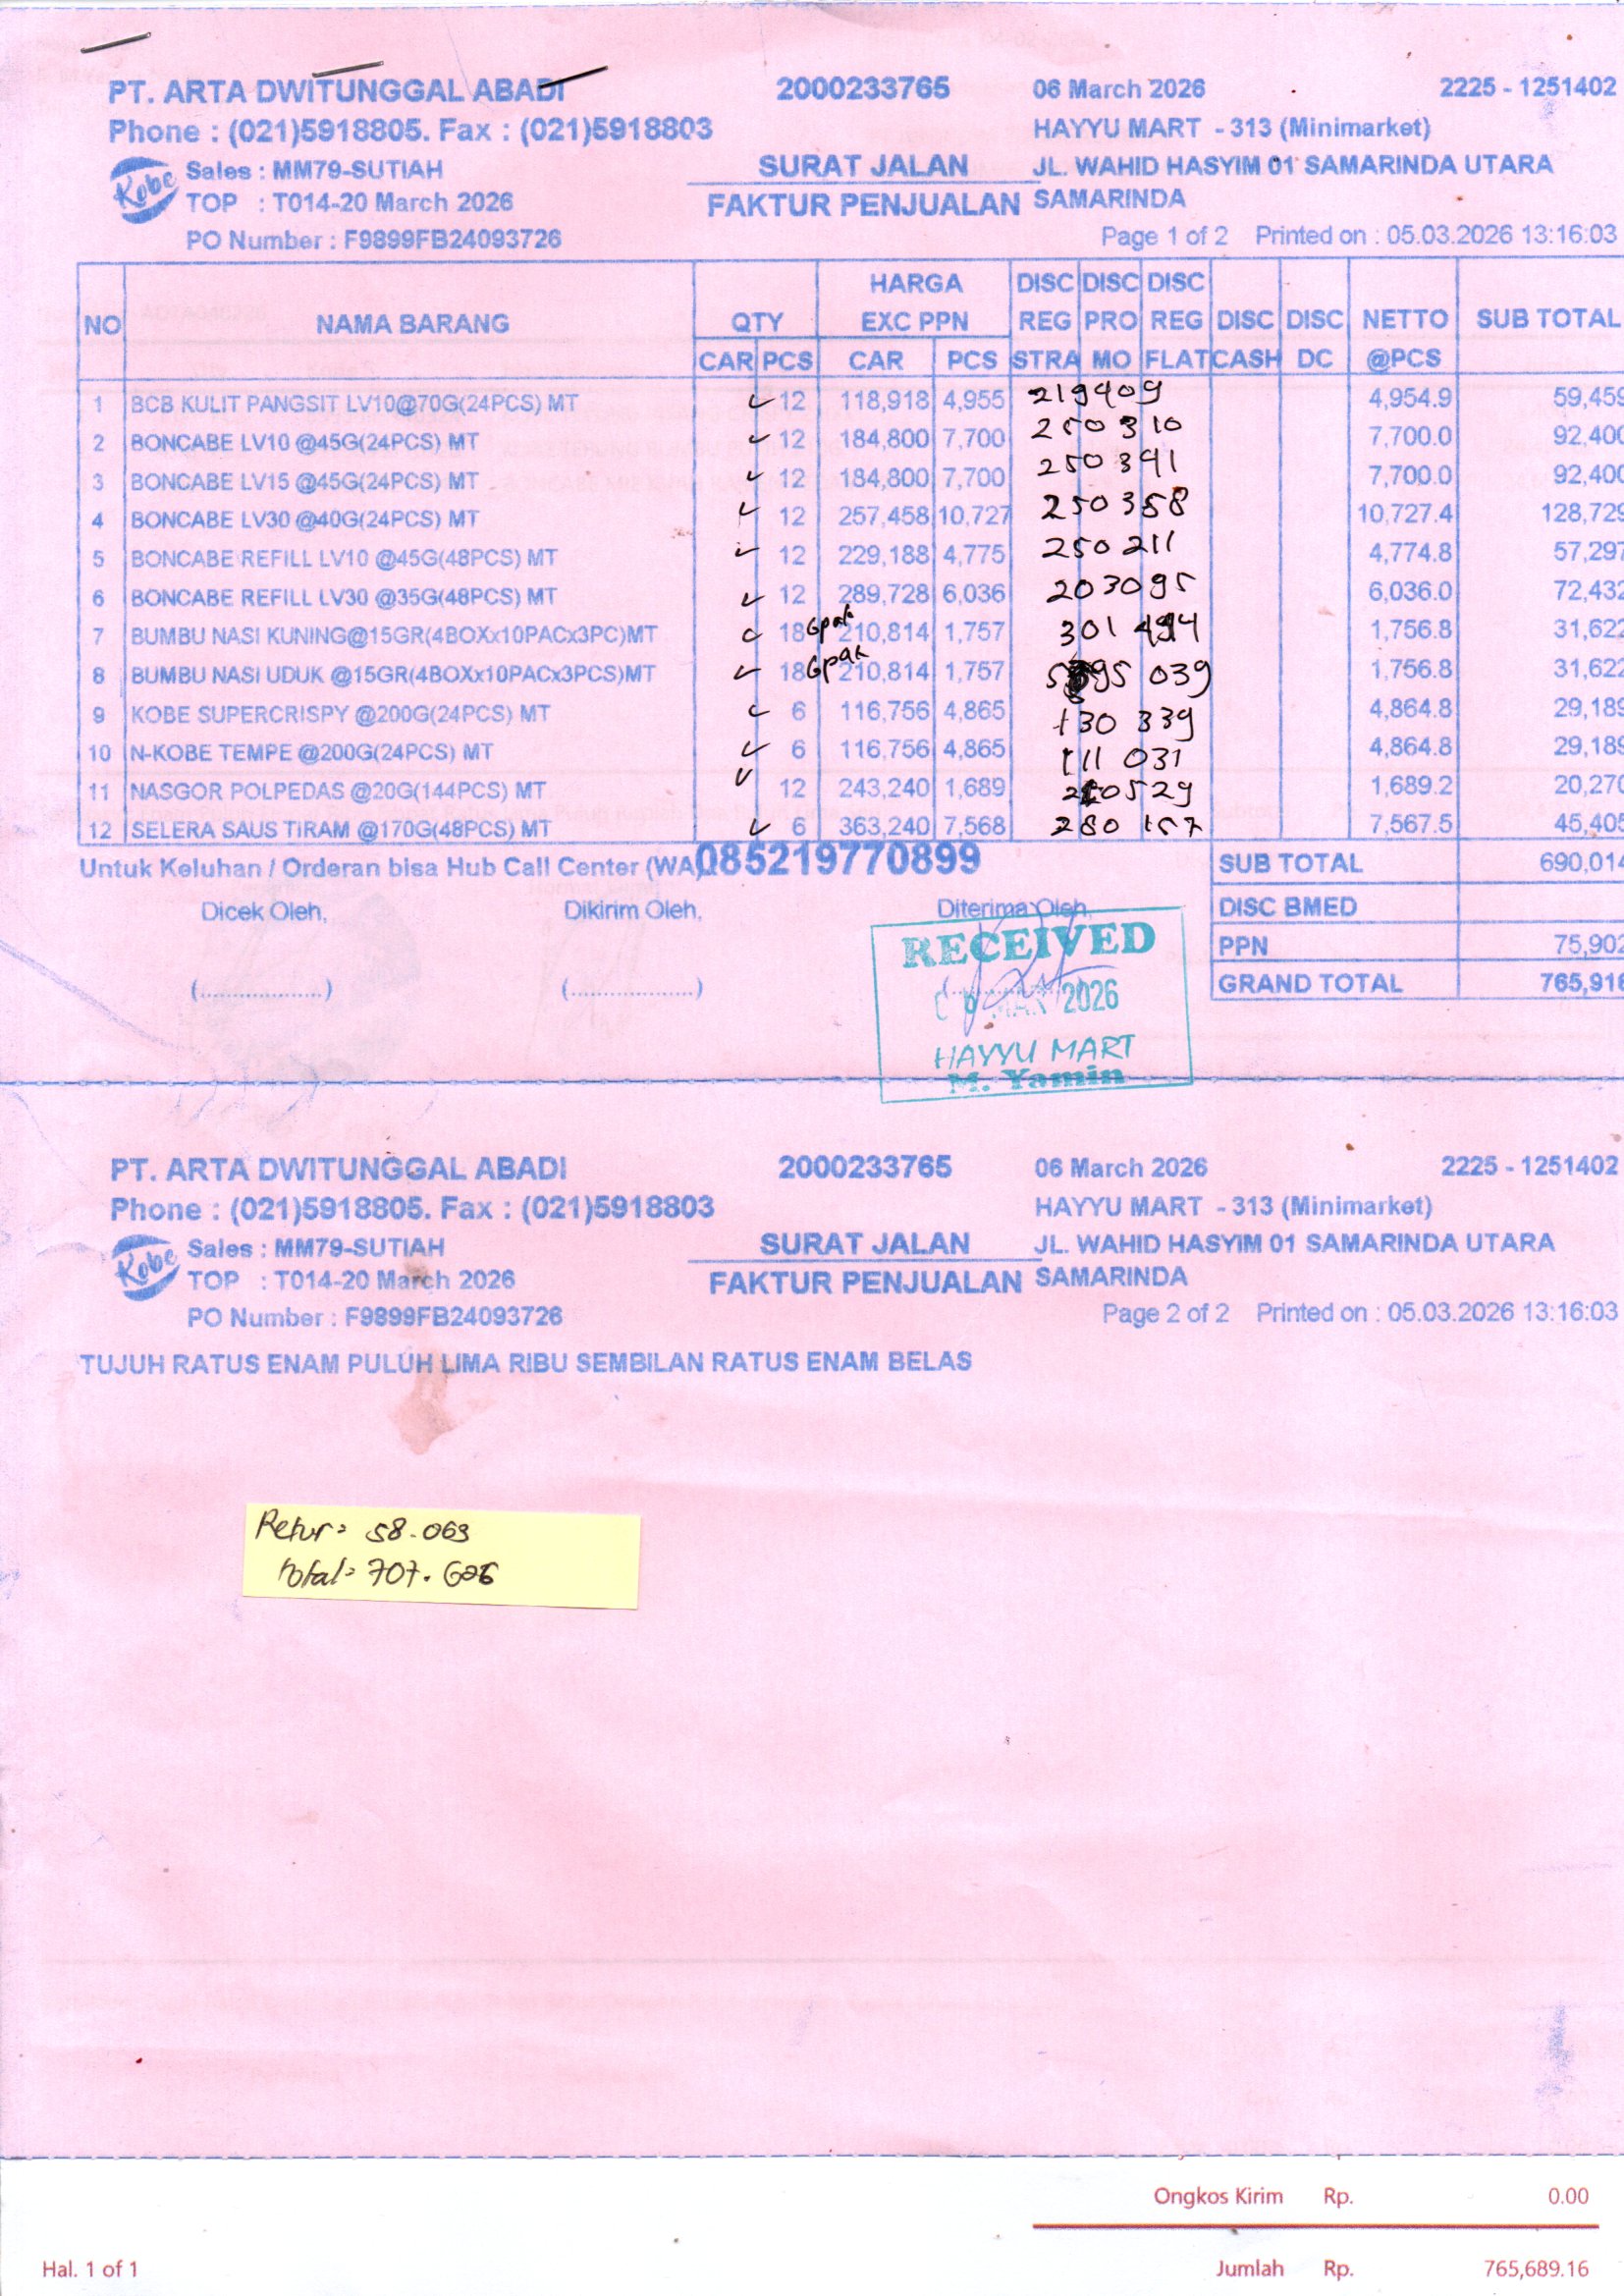 PT. ARTA DWITUNGGAL ABADI 2000233765 06 March 2026 2225 - 1251402
Phone : (021)5918805. Fax : (021)5918803 HAYYU MART - 313 (Minimarket)
Kobe Sales : MM79-SUTIAH SURAT JALAN JL. WAHID HASYIM 01 SAMARINDA UTARA
TOP : T014-20 March 2026 FAKTUR PENJUALAN SAMARINDA
PO Number : F9899FB24093726 Page 1 of 2 Printed on : 05.03.2026 13:16:03
NO NAMA BARANG QTY HARGA EXC PPN DISC REG DISC PRO DISC REG DISC DISC NETTO SUB TOTAL
CAR PCS CAR PCS STRA MO FLAT CASH DC @PCS
1 BCB KULIT PANGSIT LV10@70G(24PCS) MT 12 118,918 4,955 219409 4,954.9 59,459
2 BONCABE LV10 @45G(24PCS) MT 12 184,800 7,700 250310 7,700.0 92,400
3 BONCABE LV15 @45G(24PCS) MT 12 184,800 7,700 250391 7,700.0 92,400
4 BONCABE LV30 @40G(24PCS) MT 12 257,458 10,727 250358 10,727.4 128,729
5 BONCABE REFILL LV10 @45G(48PCS) MT 12 229,188 4,775 250211 4,774.8 57,297
6 BONCABE REFILL LV30 @35G(48PCS) MT 12 289,728 6,036 203095 6,036.0 72,432
7 BUMBU NASI KUNING@15GR(4BOXx10PACx3PC)MT 18 6pak 210,814 1,757 301 1,756.8 31,622
8 BUMBU NASI UDUK @15GR(4BOXx10PACx3PCS)MT 18 6pak 210,814 1,757 039 1,756.8 31,622
9 KOBE SUPERCRISPY @200G(24PCS) MT 6 116,756 4,865 130 339 4,864.8 29,189
10 N-KOBE TEMPE @200G(24PCS) MT 6 116,756 4,865 111 031 4,864.8 29,189
11 NASGOR POLPEDAS @20G(144PCS) MT 12 243,240 1,689 1,689.2 20,270
12 SELERA SAUS TIRAM @170G(48PCS) MT 6 363,240 7,568 280 157 7,567.5 45,405
Untuk Keluhan / Orderan bisa Hub Call Center (WA) 085219770899 SUB TOTAL 690,014
Dicek Oleh, Dikirim Oleh, Diterima Oleh, DISC BMED
RECEIVED
PPN 75,902
(...................) (...................) GRAND TOTAL 765,916
MAR 2026
HAYYU MART
M. Yamin
PT. ARTA DWITUNGGAL ABADI 2000233765 06 March 2026 2225 - 1251402
Phone : (021)5918805. Fax : (021)5918803 HAYYU MART - 313 (Minimarket)
Kobe Sales : MM79-SUTIAH SURAT JALAN JL. WAHID HASYIM 01 SAMARINDA UTARA
TOP : T014-20 March 2026 FAKTUR PENJUALAN SAMARINDA
PO Number : F9899FB24093726 Page 2 of 2 Printed on : 05.03.2026 13:16:03
TUJUH RATUS ENAM PULUH LIMA RIBU SEMBILAN RATUS ENAM BELAS
Retur= 58.063
total= 707.626
Ongkos Kirim Rp. 0.00
Hal. 1 of 1 Jumlah Rp. 765,689.16